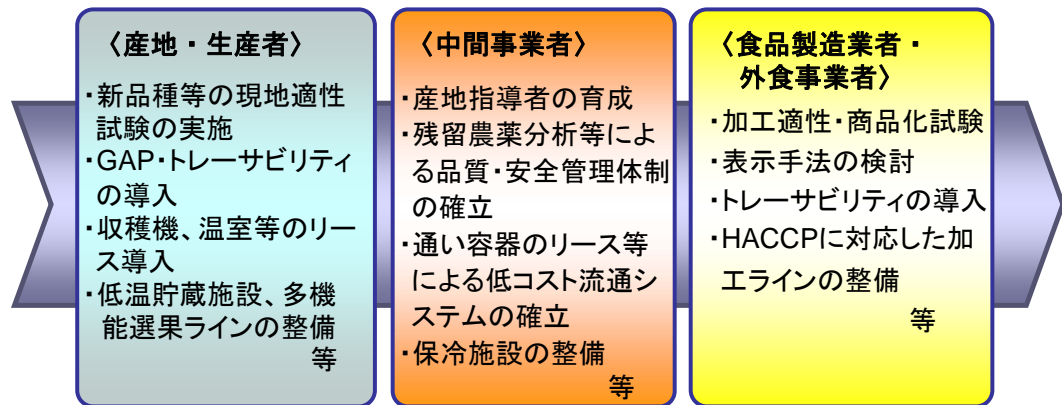 〈産地・生産者〉
・新品種等の現地適性
試験の実施
・GAP・トレーサビリティ
の導入
・収穫機、温室等のリー
ス導入
・低温貯蔵施設、多機
能選果ラインの整備
等
〈中間事業者〉
・産地指導者の育成
・残留農薬分析等によ
る品質・安全管理体制
の確立
・通い容器のリース等
による低コスト流通シ
ステムの確立
・保冷施設の整備
等
〈食品製造業者・
外食事業者〉
・加工適性・商品化試験
・表示手法の検討
・トレーサビリティの導入
・HACCPに対応した加
工ラインの整備
等